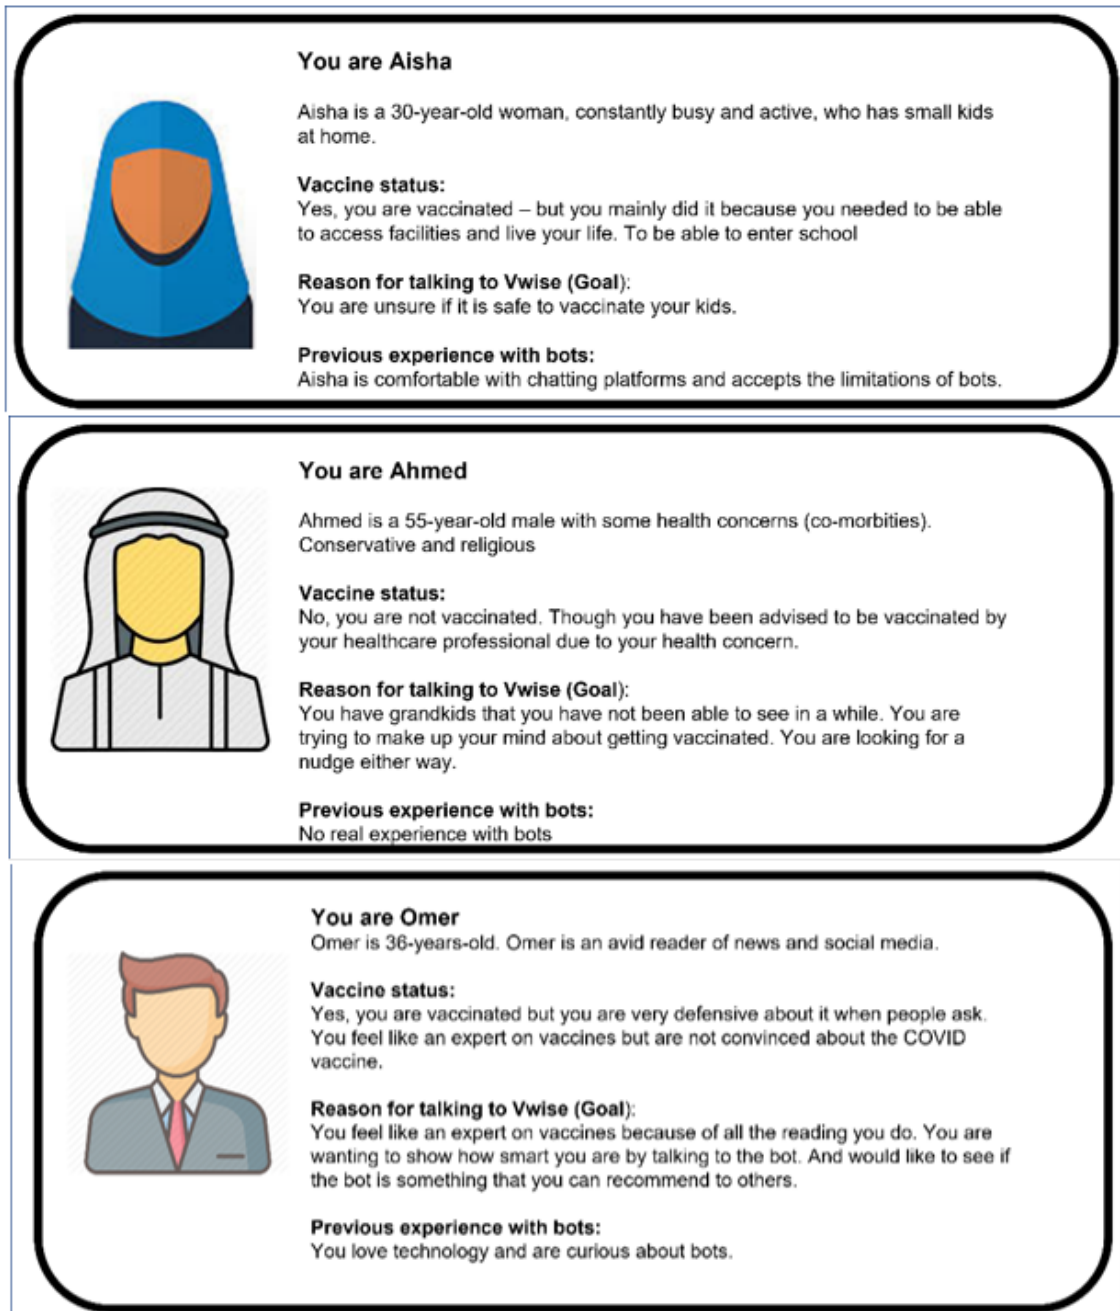 You are Aisha
Aisha is a 30-year-old woman, constantly busy and active, who has small kids
at home.
Vaccine status:
Yes, you are vaccinated – but you mainly did it because you needed to be able
to access facilities and live your life. To be able to enter school
Reason for talking to Vwise (Goal):
You are unsure if it is safe to vaccinate your kids.
Previous experience with bots:
Aisha is comfortable with chatting platforms and accepts the limitations of bots.
You are Ahmed
Ahmed is a 55-year-old male with some health concerns (co-morbities).
Conservative and religious
Vaccine status:
No, you are not vaccinated. Though you have been advised to be vaccinated by
your healthcare professional due to your health concern.
Reason for talking to Vwise (Goal):
You have grandkids that you have not been able to see in a while. You are
trying to make up your mind about getting vaccinated. You are looking for a
nudge either way.
Previous experience with bots:
No real experience with bots
You are Omer
Omer is 36-years-old. Omer is an avid reader of news and social media.
Vaccine status:
Yes, you are vaccinated but you are very defensive about it when people ask.
You feel like an expert on vaccines but are not convinced about the COVID
vaccine.
Reason for talking to Vwise (Goal):
You feel like an expert on vaccines because of all the reading you do. You are
wanting to show how smart you are by talking to the bot. And would like to see if
the bot is something that you can recommend to others.
Previous experience with bots:
You love technology and are curious about bots.